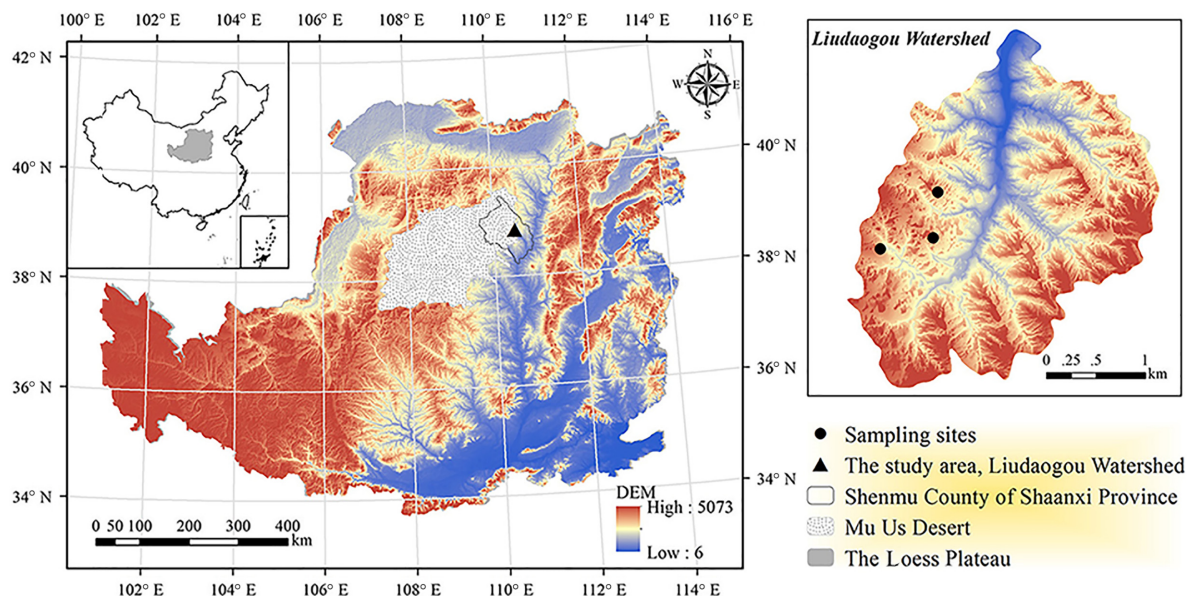 100° E 102° E 104° E 106° E 108° E 110° E 112° E 114° E 116° E
42° N
40° N
38° N
36° N
34° N
N
W E
S
40° N
38° N
36° N
34° N
DEM
High : 5073
Low : 6
0 50 100 200 300 400
km
102° E 104° E 106° E 108° E 110° E 112° E 114° E
Liudaogou Watershed
0 .25 .5 1
km
Sampling sites
The study area, Liudaogou Watershed
Shenmu County of Shaanxi Province
Mu Us Desert
The Loess Plateau